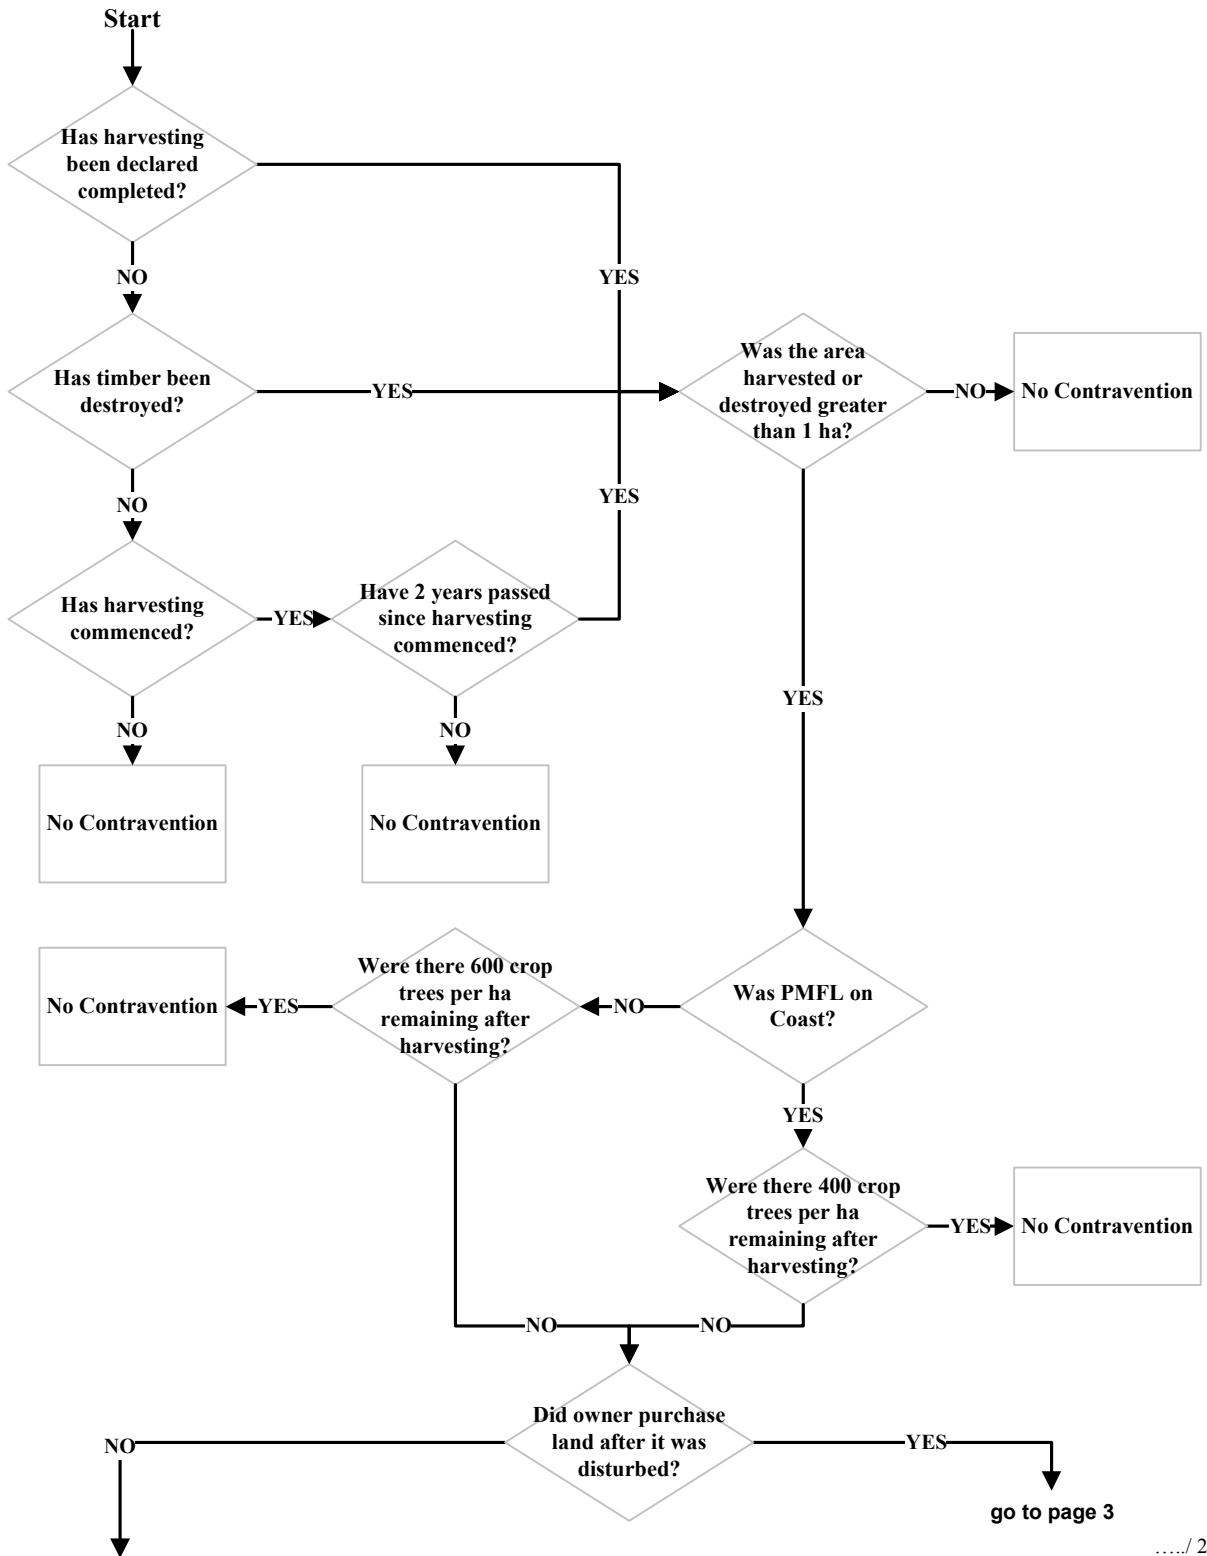 Start
Has harvesting
been declared
completed?
NO
YES
Has timber been
destroyed?
YES
Was the area
harvested or
destroyed greater
than 1 ha?
NO
No Contravention
NO
YES
Has harvesting
commenced?
YES
Have 2 years passed
since harvesting
commenced?
YES
NO
NO
No Contravention
No Contravention
No Contravention
YES
Were there 600 crop
trees per ha
remaining after
harvesting?
NO
Was PMFL on
Coast?
YES
Were there 400 crop
trees per ha
remaining after
harvesting?
YES
No Contravention
NO
NO
Did owner purchase
land after it was
disturbed?
NO
YES
go to page 3
…../ 2